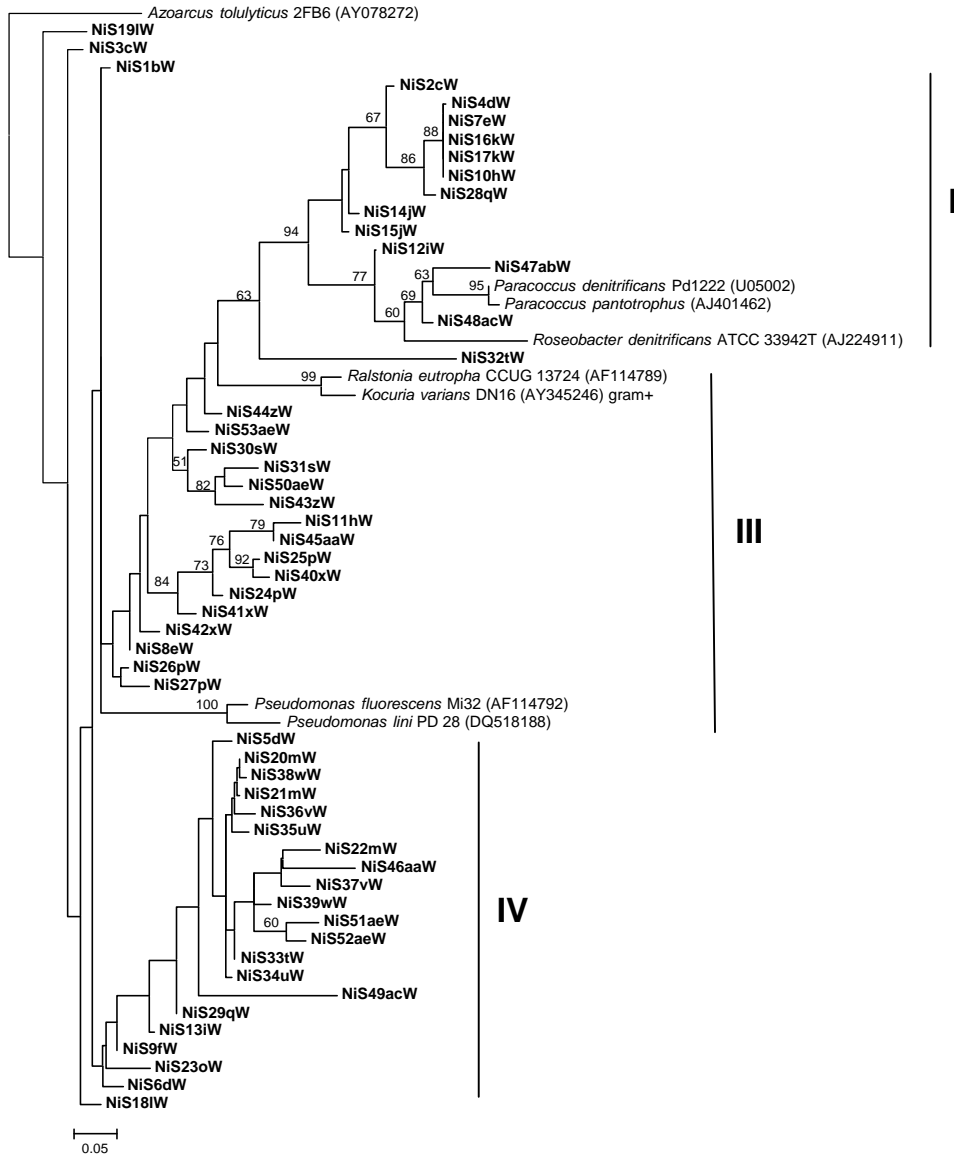 Azoarcus tolulyticus 2FB6 (AY078272)
NiS19lW
NiS3cW
NiS1bW
NiS2cW
67
NiS4dW
NiS7eW
88
NiS16kW
NiS17kW
86
NiS10hW
NiS28qW
I
NiS14jW
94
NiS15jW
NiS12iW
77
63
NiS47abW
95
Paracoccus denitrificans Pd1222 (U05002)
63
69
Paracoccus pantotrophus (AJ401462)
60
NiS48acW
Roseobacter denitrificans ATCC 33942T (AJ224911)
NiS32tW
99
Ralstonia eutropha CCUG 13724 (AF114789)
Kocuria varians DN16 (AY345246) gram+
NiS44zW
NiS53aeW
NiS30sW
51
NiS31sW
82
NiS50aeW
NiS43zW
79
NiS11hW
III
76
NiS45aaW
92
NiS25pW
73
NiS40xW
84
NiS24pW
NiS41xW
NiS42xW
NiS8eW
NiS26pW
NiS27pW
100
Pseudomonas fluorescens Mi32 (AF114792)
Pseudomonas lini PD 28 (DQ518188)
NiS5dW
NiS20mW
NiS38wW
NiS21mW
NiS36vW
NiS35uW
NiS22mW
NiS46aaW
NiS37vW
NiS39wW
IV
60
NiS51aeW
NiS52aeW
NiS33tW
NiS34uW
NiS49acW
NiS29qW
NiS13iW
NiS9fW
NiS23oW
NiS6dW
NiS18lW
0.05